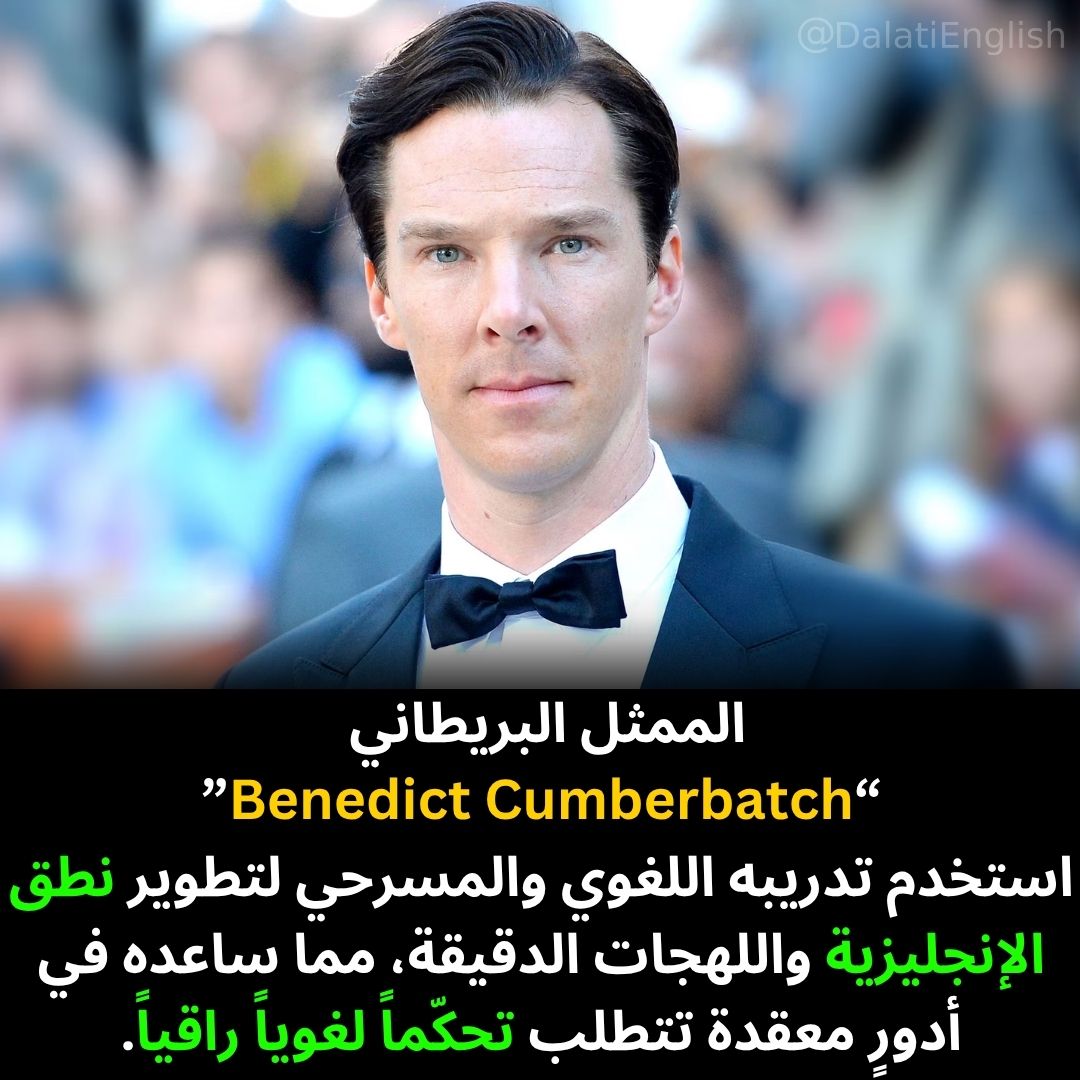 @DalatiEnglish
الممثل البريطاني
“Benedict Cumberbatch”
استخدم تدريبه اللغوي والمسرحي لتطوير نطق
الإنجليزية واللهجات الدقيقة، مما ساعده في
أدورٍ معقدة تتطلب تحكّماً لغوياً راقياً.